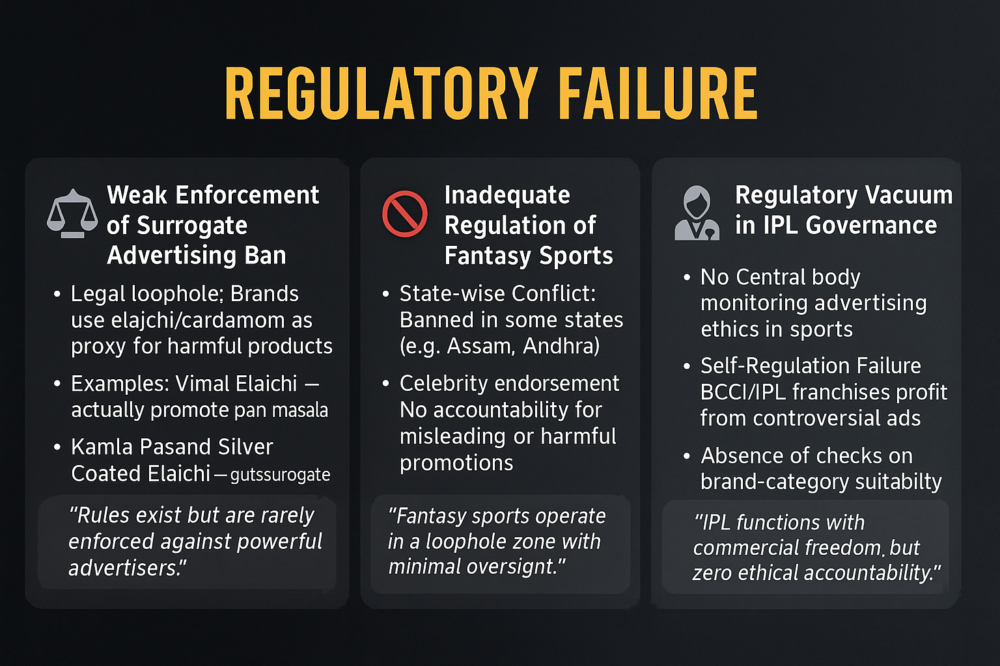 REGULATORY FAILURE
Weak Enforcement
of Surrogate
Advertising Ban
• Legal loophole: Brands
use elajchi/cardamom as
proxy for harmful products
• Examples: Vimal Elaichi —
actually promote pan masala
• Kamla Pasand Silver
Coated Elaichi – gutssurogate
"Rules exist but are rarely
enforced against powerful
advertisers."
Inadequate
Regulation of
Fantasy Sports
• State-wise Conflict:
Banned in some states
(e.g. Assam, Andhra)
• Celebrity endorsement
No accountability for
misleading or harmful
promotions
"Fantasy sports operate
in a loophole zone with
minimal oversignt."
Regulatory Vacuum
in IPL Governance
• No Central body
monitoring advertising
ethics in sports
• Self-Regulation Failure
BCCI/IPL franchises profit
from controversial ads
• Absence of checks on
brand-category suitabilty
"IPL functions with
commercial freedom, but
zero ethical accountability."